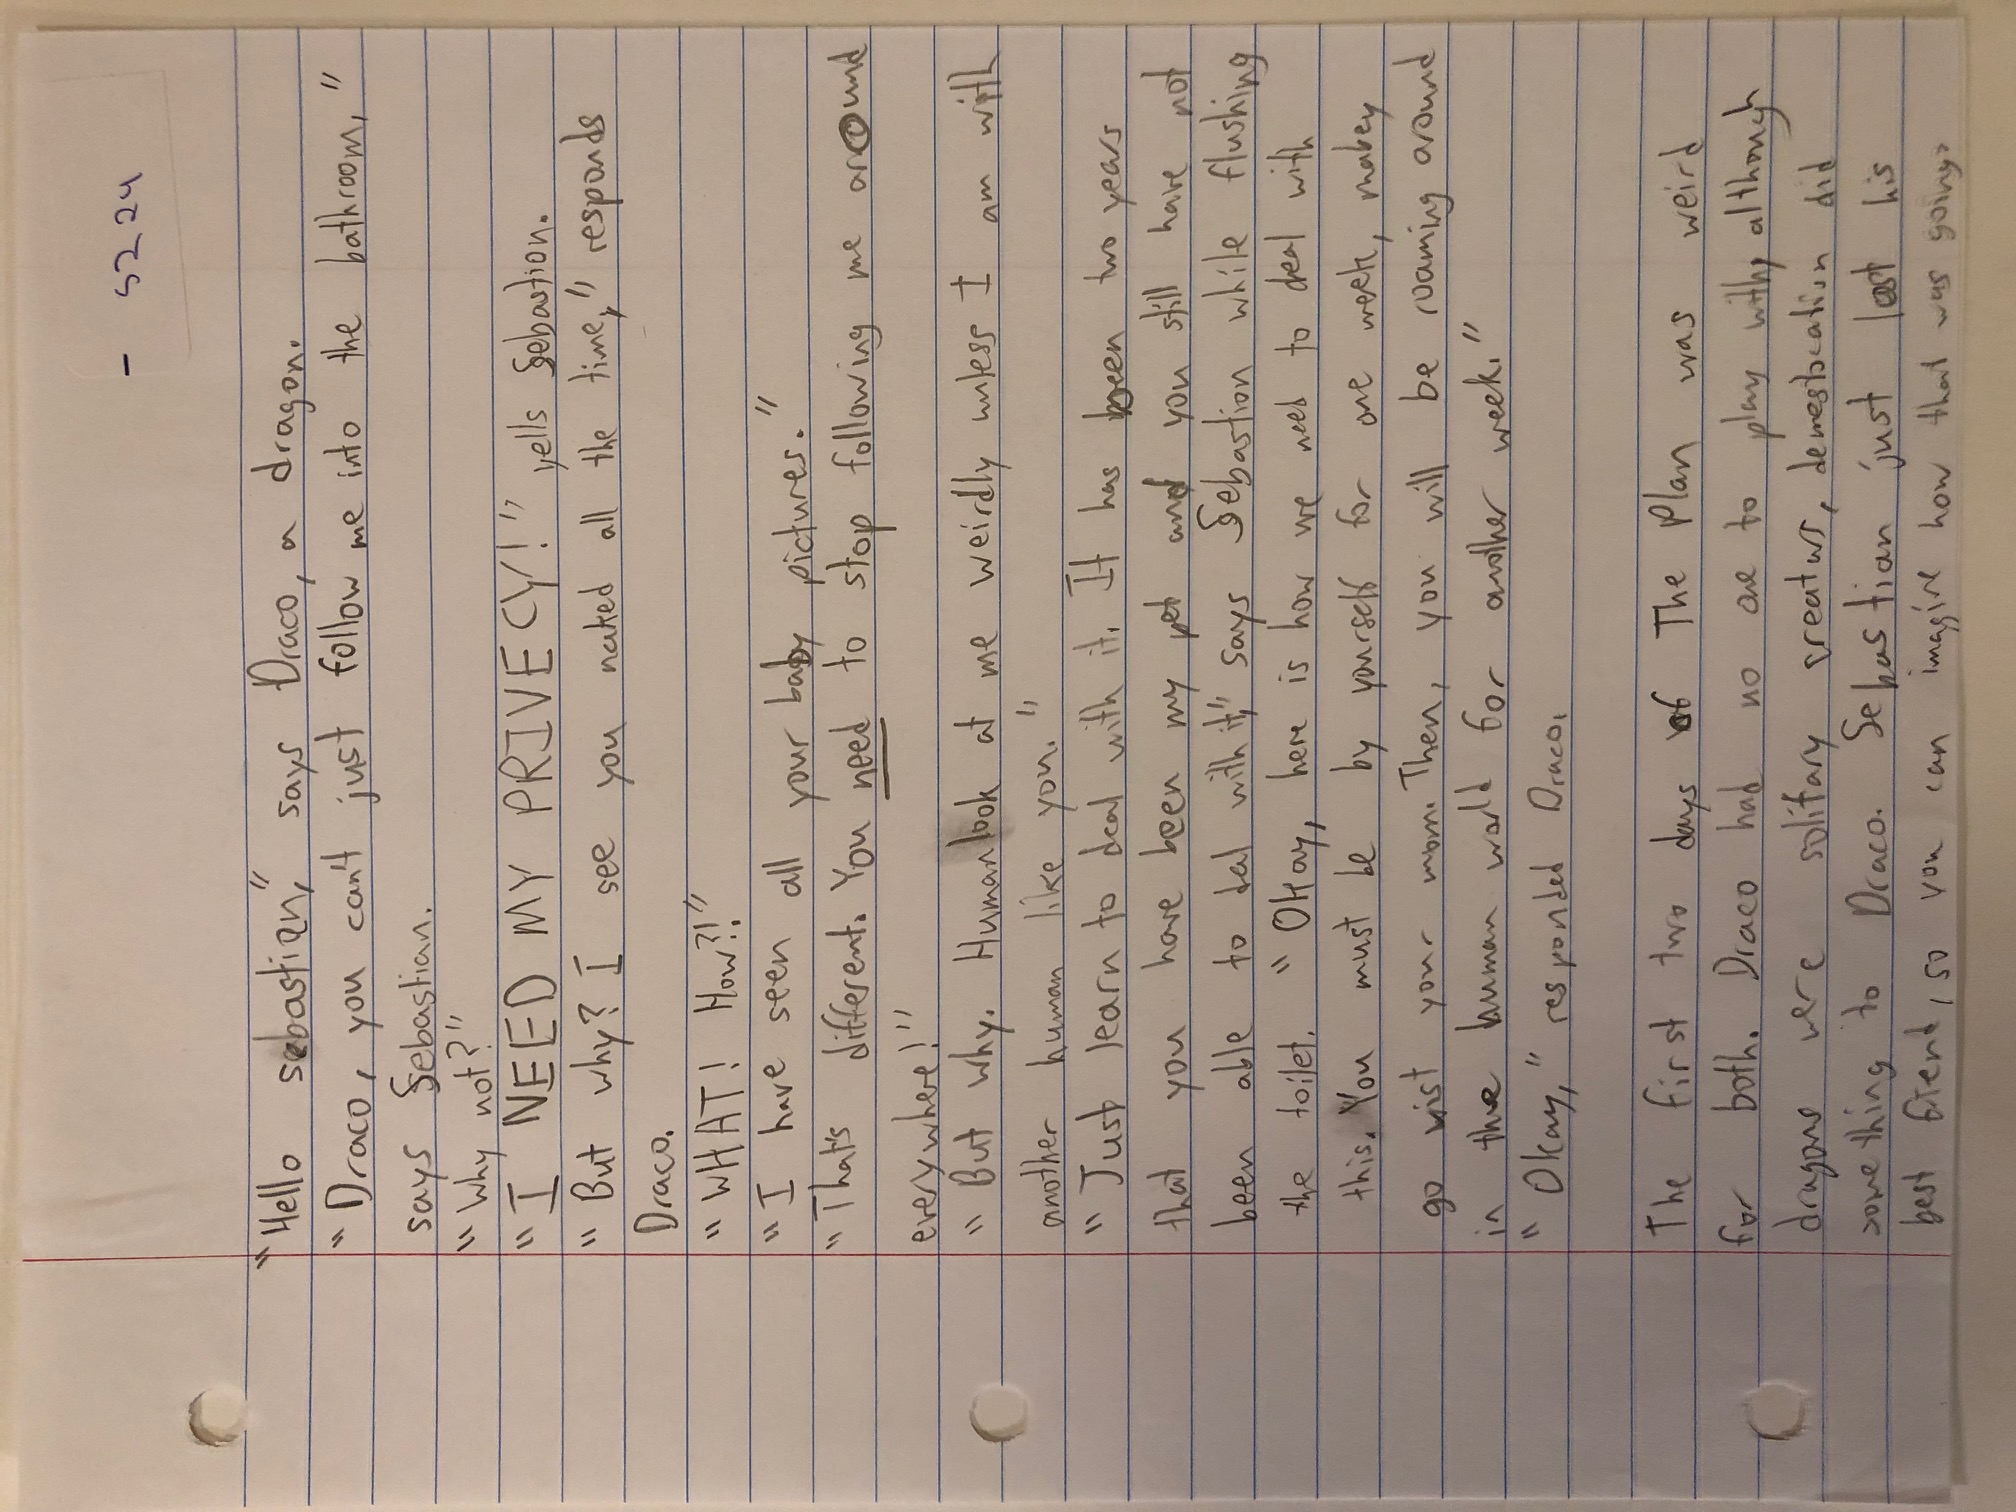 - S224
"Hello sebastian," says Draco, a dragon.
"Draco, you can't just follow me into the bathroom,"
says Sebastian.
"Why not?"
"I NEED MY PRIVECY!" yells Sebastion.
"But why? I see you naked all the time," responds
Draco.
"WHAT! How?!"
"I have seen all your baby pictures."
"That's different. You need to stop following me around
everywhere!"
"But why. Human look at me weirdly unless I am with
another human like you."
"Just learn to deal with it. It has been two years
that you have been my pet and you still have not
been able to dal with it," says Sebastion while flushing
the toilet. "Okay, here is how we need to deal with
this. You must be by yourself for one week, mabey
go vist your mom. Then, you will be roaming around
in the human world for another week."
"Okay," responded Draco.
The first two days of The Plan was weird
for both. Draco had no one to play with, although
dragons were solitary creaturs, demestocation did
something to Draco. Sebastian just lost his
best friend, so you can imagine how that was going.